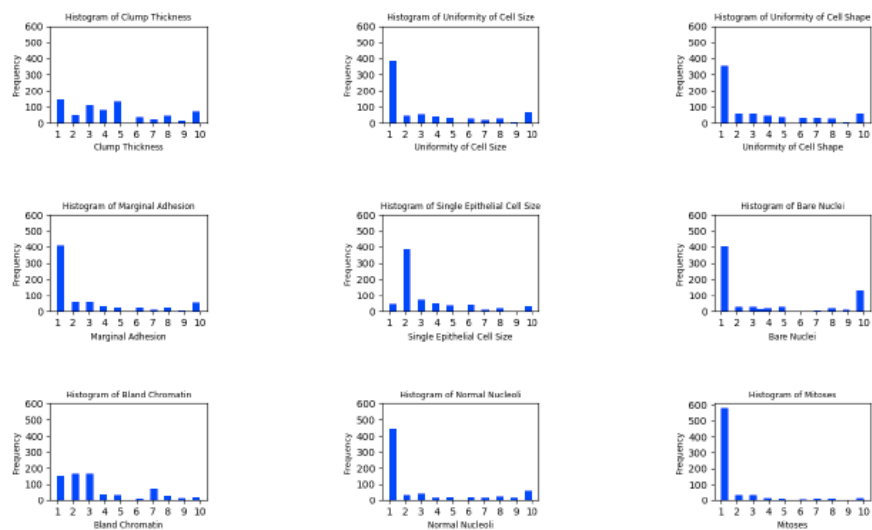 Histogram of Clump Thickness
600
500
400
300
200
100
0
Frequency
1 2 3 4 5 6 7 8 9 10
Clump Thickness
Histogram of Uniformity of Cell Size
600
500
400
300
200
100
0
Frequency
1 2 3 4 5 6 7 8 9 10
Uniformity of Cell Size
Histogram of Uniformity of Cell Shape
600
500
400
300
200
100
0
Frequency
1 2 3 4 5 6 7 8 9 10
Uniformity of Cell Shape
Histogram of Marginal Adhesion
600
500
400
300
200
100
0
Frequency
1 2 3 4 5 6 7 8 9 10
Marginal Adhesion
Histogram of Single Epithelial Cell Size
600
500
400
300
200
100
0
Frequency
1 2 3 4 5 6 7 8 9 10
Single Epithelial Cell Size
Histogram of Bare Nuclei
600
500
400
300
200
100
0
Frequency
1 2 3 4 5 6 7 8 9 10
Bare Nuclei
Histogram of Bland Chromatin
600
500
400
300
200
100
0
Frequency
1 2 3 4 5 6 7 8 9 10
Bland Chromatin
Histogram of Normal Nucleoli
600
500
400
300
200
100
0
Frequency
1 2 3 4 5 6 7 8 9 10
Normal Nucleoli
Histogram of Mitoses
600
500
400
300
200
100
0
Frequency
1 2 3 4 5 6 7 8 9 10
Mitoses